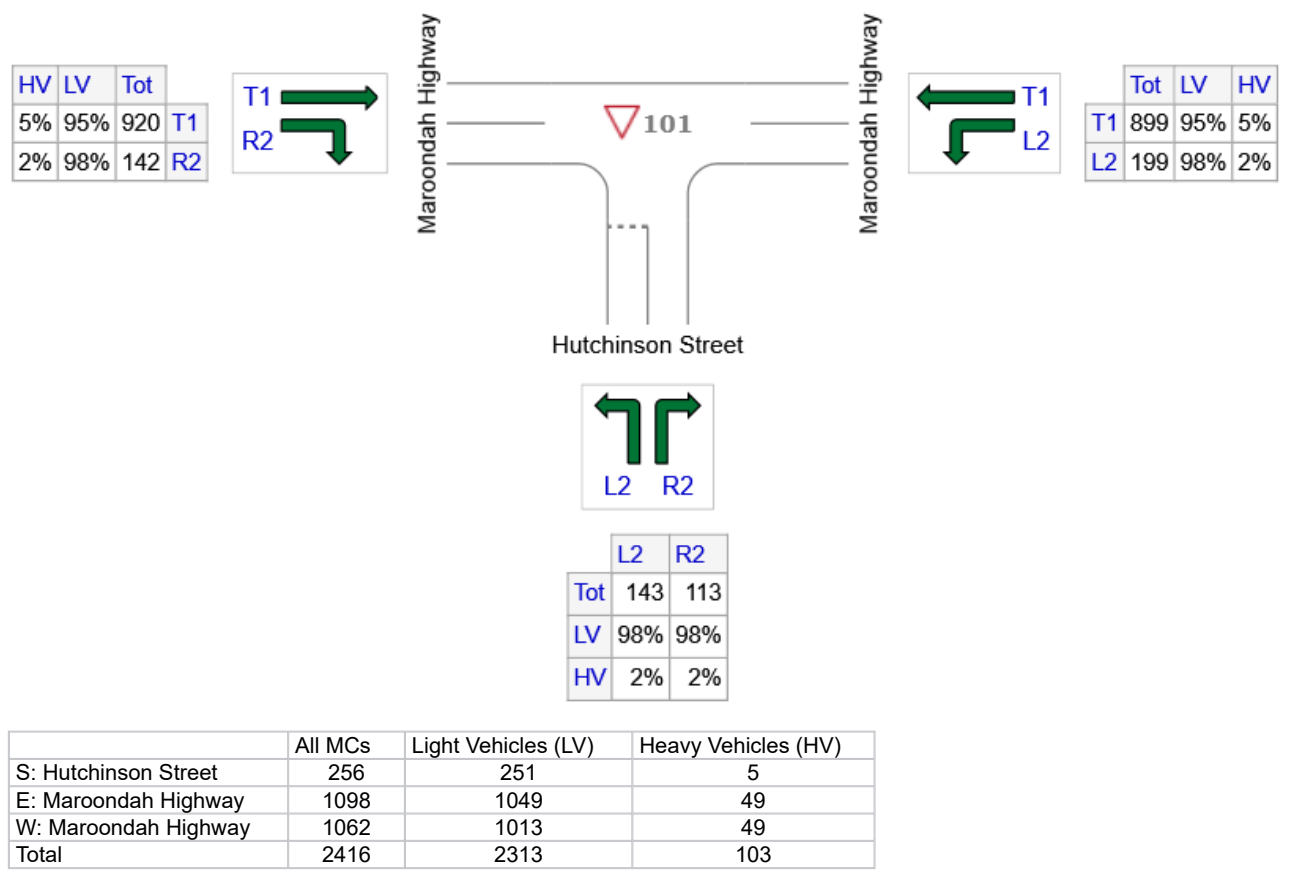 Maroondah Highway
Maroondah Highway
HV LV Tot
5% 95% 920 T1
2% 98% 142 R2
T1
R2
101
T1
L2
Tot LV HV
T1 899 95% 5%
L2 199 98% 2%
Hutchinson Street
L2 R2
L2 R2
Tot 143 113
LV 98% 98%
HV 2% 2%
All MCs Light Vehicles (LV) Heavy Vehicles (HV)
S: Hutchinson Street 256 251 5
E: Maroondah Highway 1098 1049 49
W: Maroondah Highway 1062 1013 49
Total 2416 2313 103